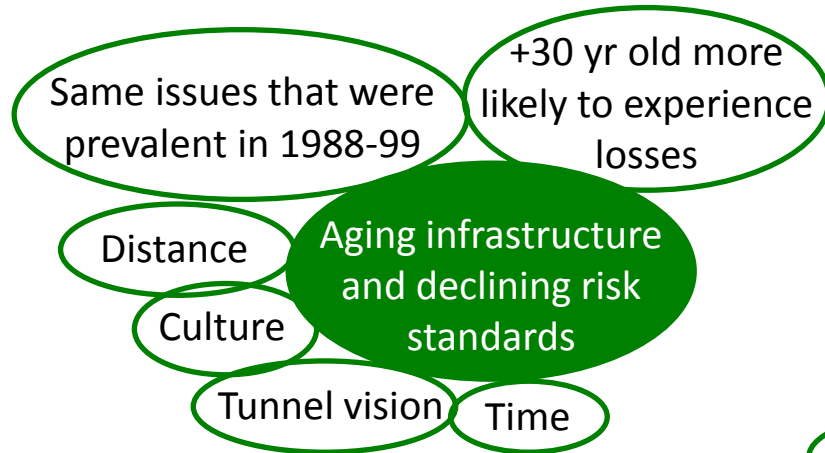 Same issues that were
prevalent in 1988-99
+30 yr old more
likely to experience
losses
Distance
Aging infrastructure
and declining risk
standards
Culture
Tunnel vision
Time